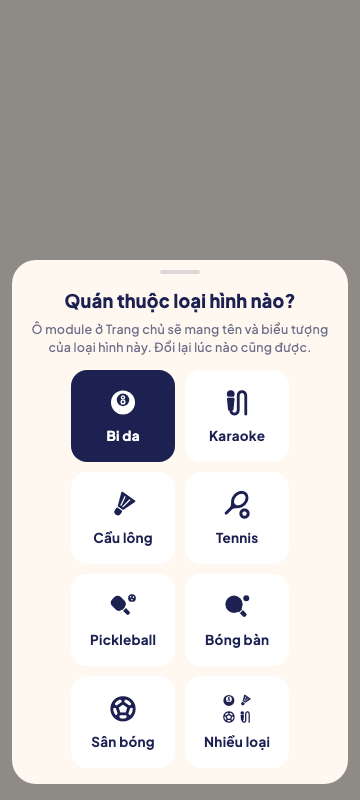 Quán thuộc loại hình nào?
Ô module ở Trang chủ sẽ mang tên và biểu tượng
của loại hình này. Đổi lại lúc nào cũng được.
Bi da
Karaoke
Cầu lông
Tennis
Pickleball
Bóng bàn
Sân bóng
Nhiều loại